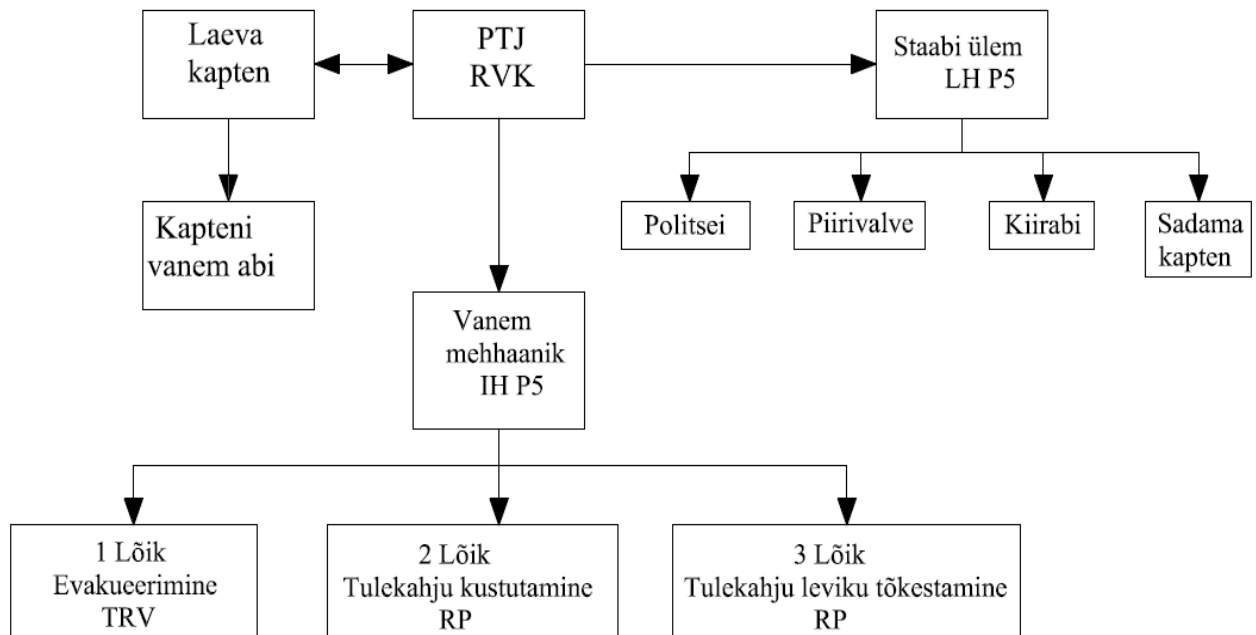 Laeva
kapten
PTJ
RVK
Staabi ülem
LH P5
Kapteni
vanem abi
Politsei
Piirivalve
Kiirabi
Sadama
kapten
Vanem
mehhaanik
IH P5
1 Lõik
Evakueerimine
TRV
2 Lõik
Tulekahju kustutamine
RP
3 Lõik
Tulekahju leviku tõkestamine
RP